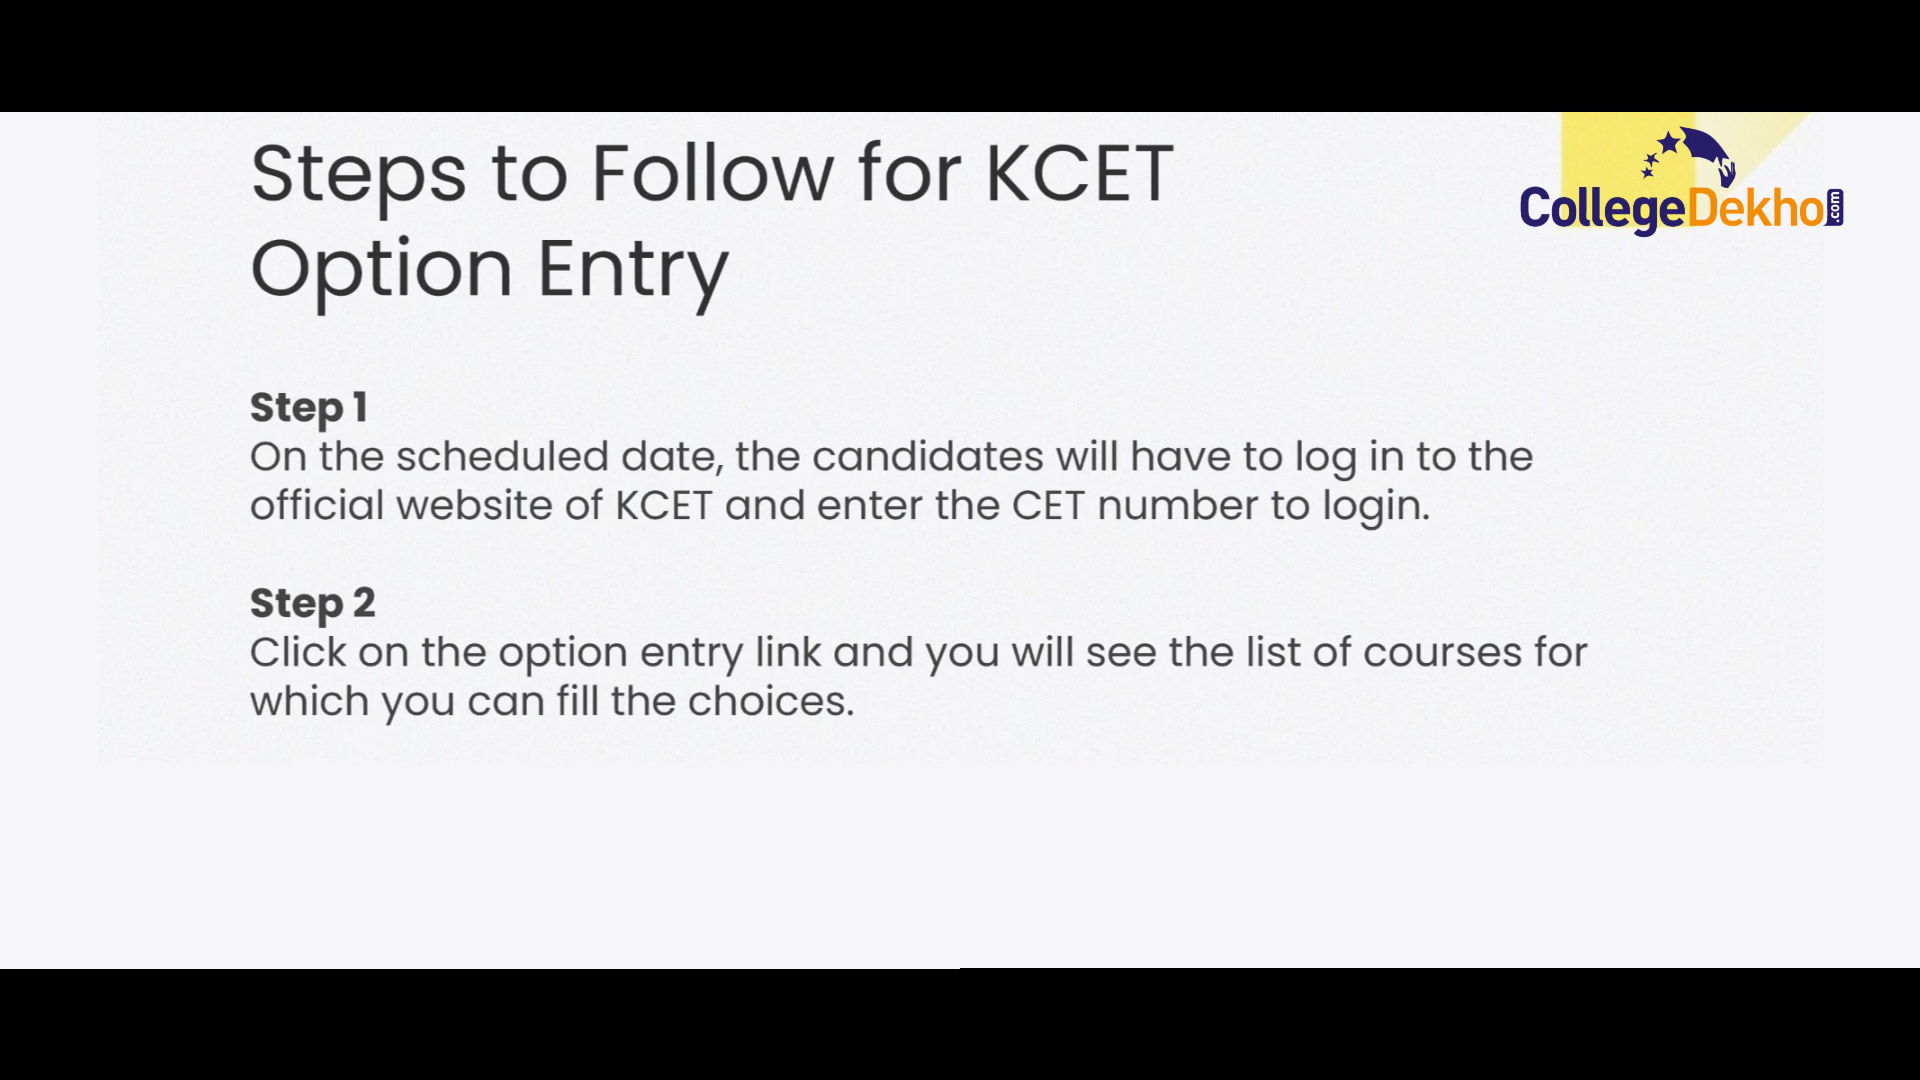 Steps to Follow for KCET
Option Entry
CollegeDekho.com
Step 1
On the scheduled date, the candidates will have to log in to the
official website of KCET and enter the CET number to login.
Step 2
Click on the option entry link and you will see the list of courses for
which you can fill the choices.